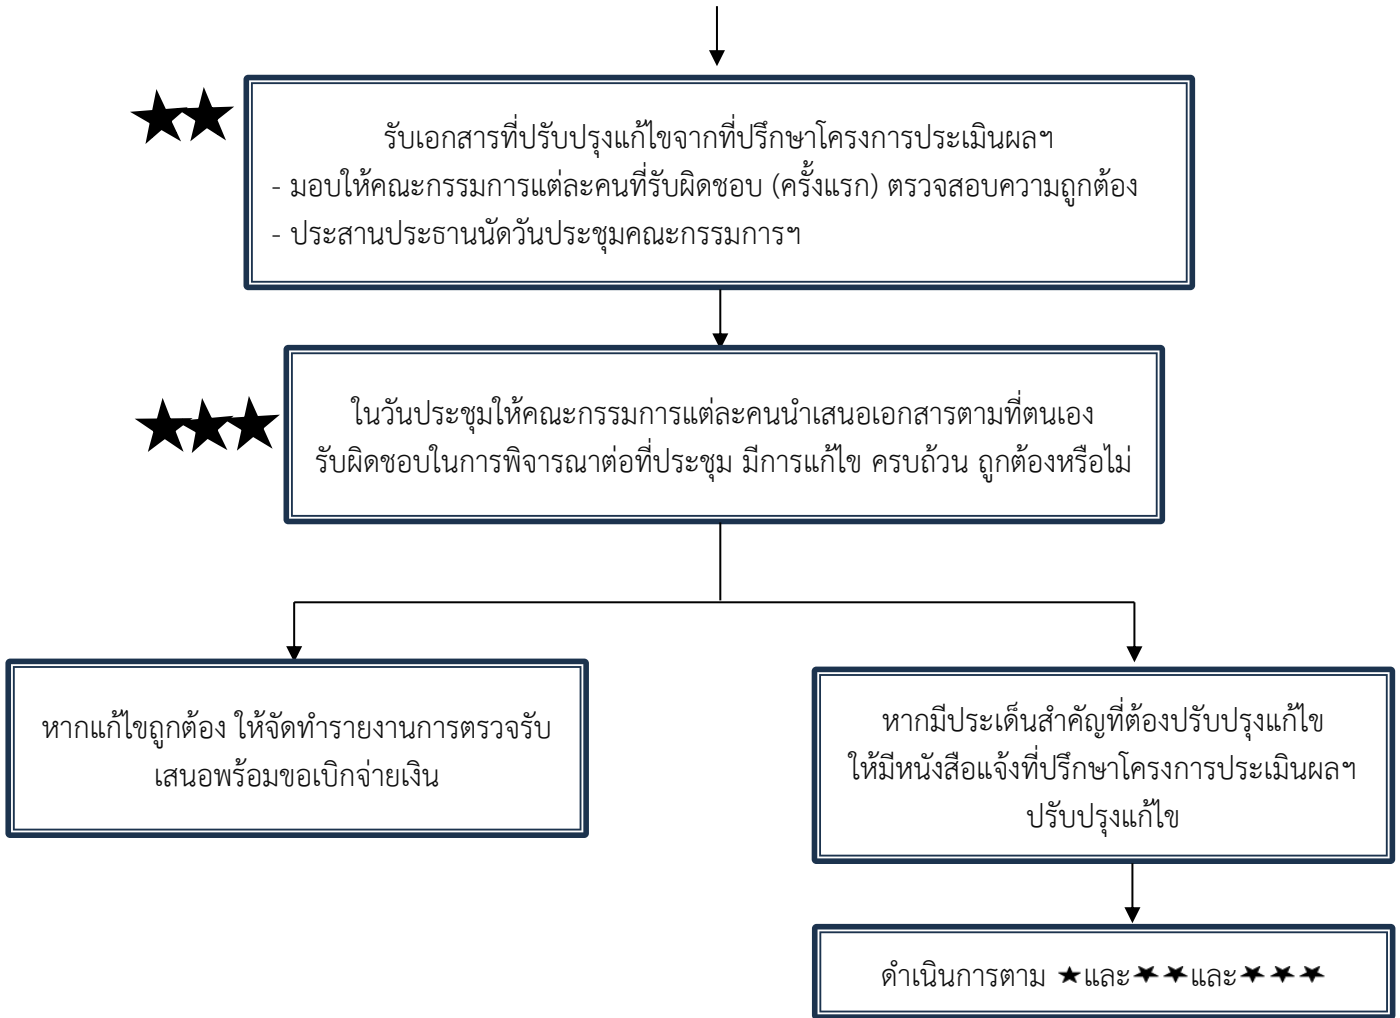 รับเอกสารที่ปรับปรุงแก้ไขจากที่ปรึกษาโครงการประเมินผลฯ
- มอบให้คณะกรรมการแต่ละคนที่รับผิดชอบ (ครั้งแรก) ตรวจสอบความถูกต้อง
- ประสานประธานนัดวันประชุมคณะกรรมการฯ
ในวันประชุมให้คณะกรรมการแต่ละคนนำเสนอเอกสารตามที่ตนเอง
รับผิดชอบในการพิจารณาต่อที่ประชุม มีการแก้ไข ครบถ้วน ถูกต้องหรือไม่
หากแก้ไขถูกต้อง ให้จัดทำรายงานการตรวจรับ
เสนอพร้อมขอเบิกจ่ายเงิน
หากมีประเด็นสำคัญที่ต้องปรับปรุงแก้ไข
ให้มีหนังสือแจ้งที่ปรึกษาโครงการประเมินผลฯ
ปรับปรุงแก้ไข
ดำเนินการตาม ★และ★★และ★★★